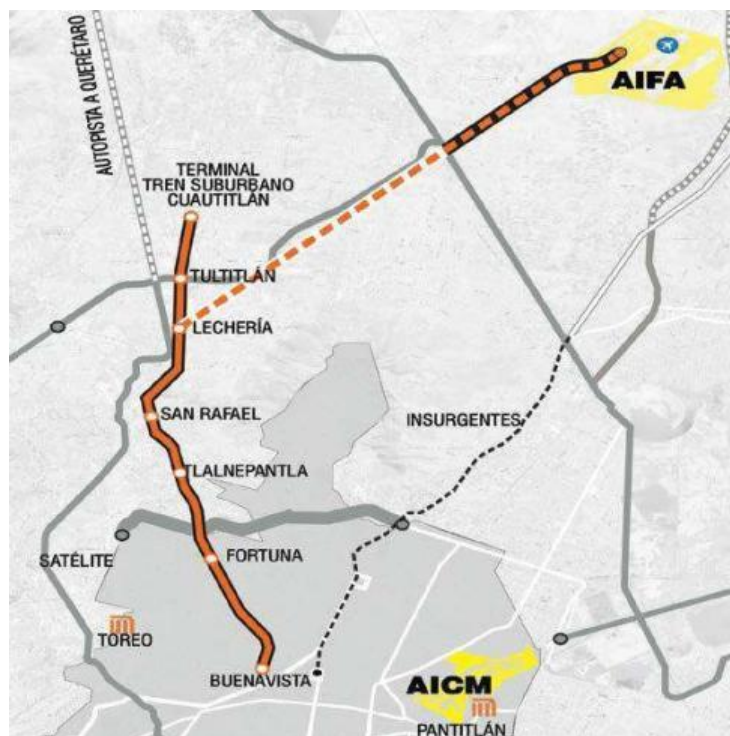 AUTOPISTA A QUERÉTARO
AIFA
TERMINAL
TREN SUBURBANO
CUAUTITLÁN
TULTITLÁN
LECHERÍA
SAN RAFAEL
INSURGENTES
TLALNEPANTLA
SATÉLITE
FORTUNA
TOREO
BUENAVISTA
AICM
PANTITLÁN